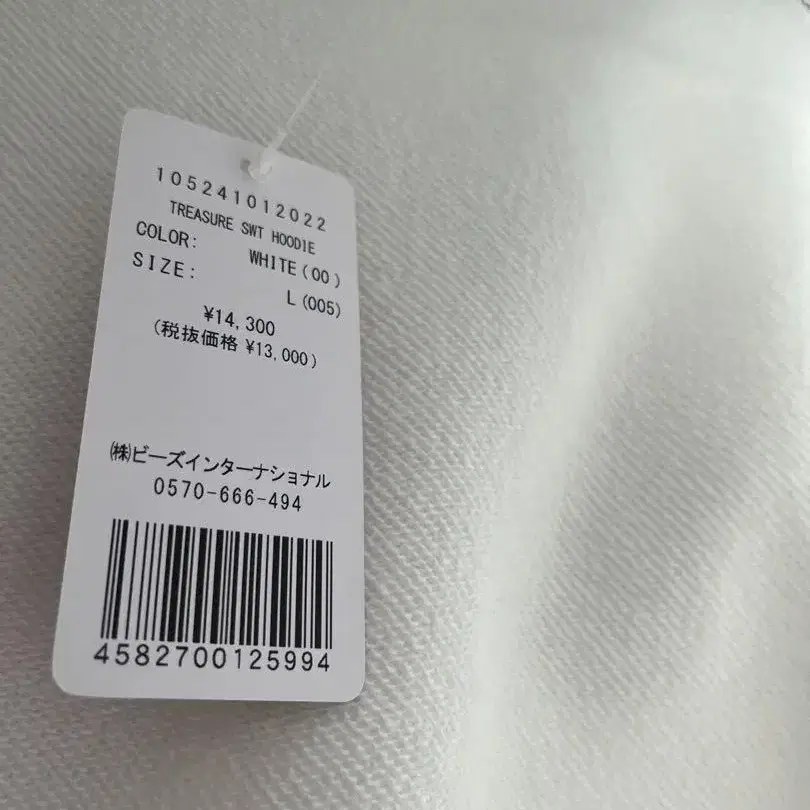 105241012022
TREASURE SWT HOODIE
COLOR: WHITE(00)
SIZE: L(005)
¥14,300
(税抜価格 ¥13,000)
㈱ビーズインターナショナル
0570-666-494
4582700125994